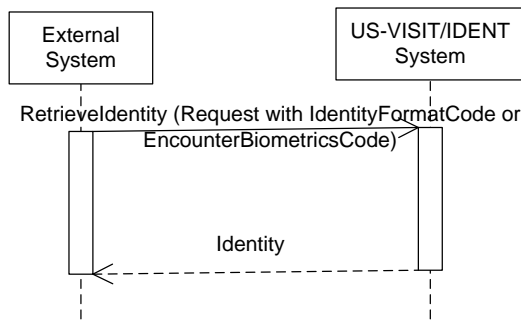 External
System
US-VISIT/IDENT
System
RetrieveIdentity (Request with IdentityFormatCode or
EncounterBiometricsCode)
Identity